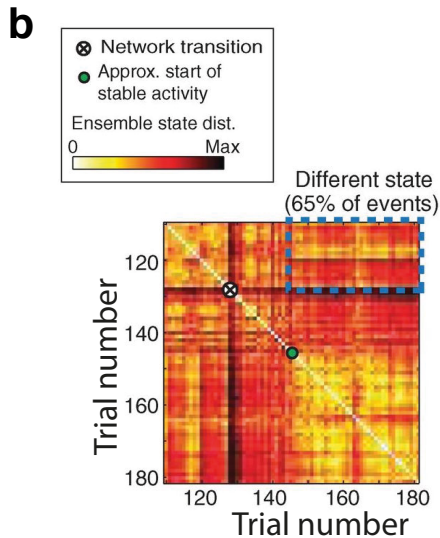 b
Network transition
Approx. start of
stable activity
Ensemble state dist.
0 Max
Different state
(65% of events)
120
140
160
180
Trial number
120 140 160 180
Trial number